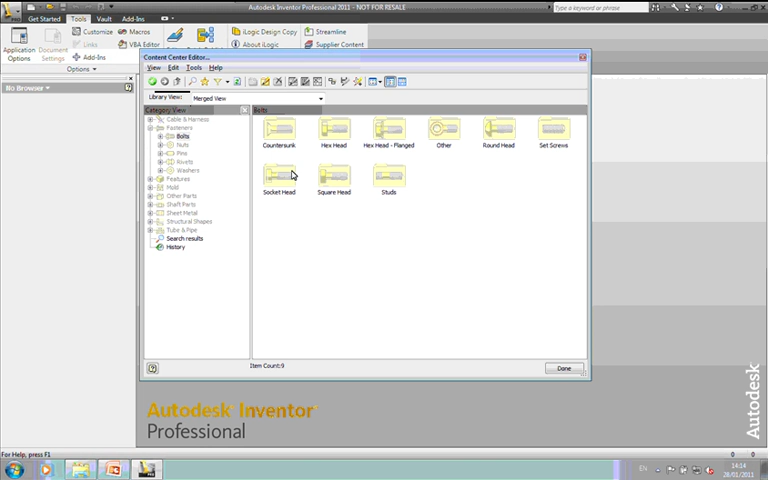 Autodesk Inventor Professional 2011 - NOT FOR RESALE
Type a keyword or phrase
Get Started Tools Vault Add-Ins
Application Options
Document Settings
Customize
Macros
Links
VBA Editor
Add-Ins
iLogic Design Copy
About iLogic
Streamline
Supplier Content
Options
No Browser
Content Center Editor...
View Edit Tools Help
Library View:
Merged View
Category View
Bolts
Cable & Harness
Fasteners
Bolts
Nuts
Pins
Rivets
Washers
Features
Mold
Other Parts
Shaft Parts
Sheet Metal
Structural Shapes
Tube & Pipe
Search results
History
Countersunk
Hex Head
Hex Head - Flanged
Other
Round Head
Set Screws
Socket Head
Square Head
Studs
Item Count:9
Done
Autodesk Inventor
Professional
Autodesk
For Help, press F1
0 0
EN
14:14
28/01/2011